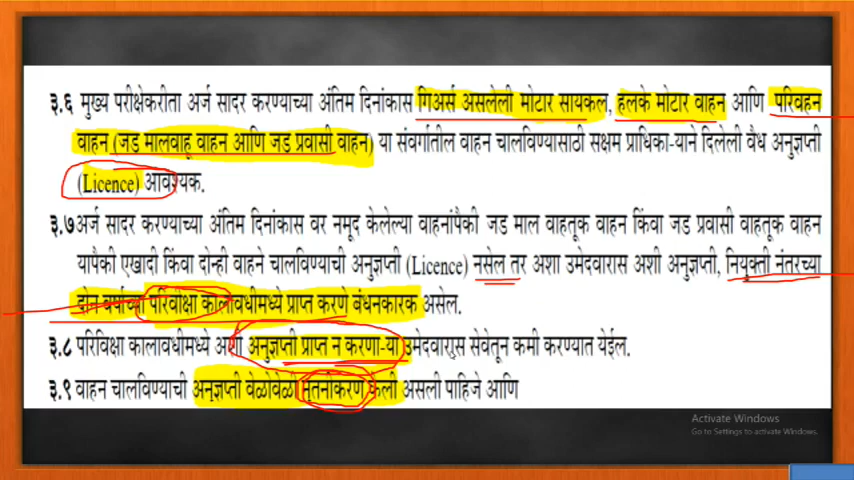 ३.६ मुख्य परीक्षेकरीता अर्ज सादर करण्याच्या अंतिम दिनांकास गिअर्स असलेली मोटार सायकल, हलके मोटार वाहन आणि परिवहन
वाहन (जड मालवाहू वाहन आणि जड प्रवासी वाहन) या संवर्गातील वाहन चालविण्यासाठी सक्षम प्राधिका-याने दिलेली वैध अनुज्ञप्ती
(Licence) आवश्यक.
३.७अर्ज सादर करण्याच्या अंतिम दिनांकास वर नमूद केलेल्या वाहनांपैकी जड माल वाहतूक वाहन किंवा जड प्रवासी वाहतूक वाहन
यापैकी एखादी किंवा दोन्ही वाहने चालविण्याची अनुज्ञप्ती (Licence) नसेल तर अशा उमेदवारास अशी अनुज्ञप्ती, नियुक्ती नंतरच्या
दोन वर्षाच्या परिवीक्षा कालावधीमध्ये प्राप्त करणे बंधनकारक असेल.
३.८ परिविक्षा कालावधीमध्ये अशी अनुज्ञप्ती प्राप्त न करणा-या उमेदवारास सेवेतून कमी करण्यात येईल.
३.९ वाहन चालविण्याची अनुज्ञप्ती वेळोवेळी नुतनीकरण केली असली पाहिजे आणि
Activate Windows
Go to Settings to activate Windows.